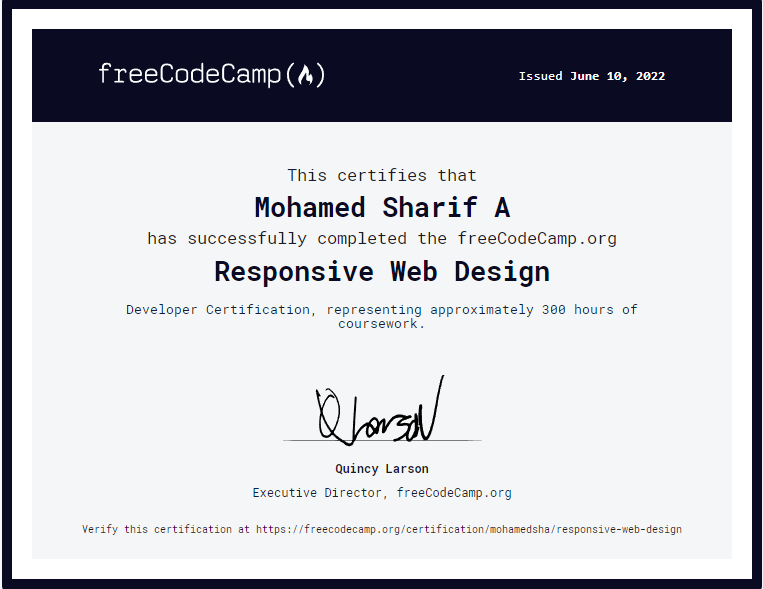 freeCodeCamp
Issued June 10, 2022
This certifies that
Mohamed Sharif A
has successfully completed the freeCodeCamp.org
Responsive Web Design
Developer Certification, representing approximately 300 hours of
coursework.
Q Larson
Quincy Larson
Executive Director, freeCodeCamp.org
Verify this certification at https://freecodecamp.org/certification/mohamedsha/responsive-web-design